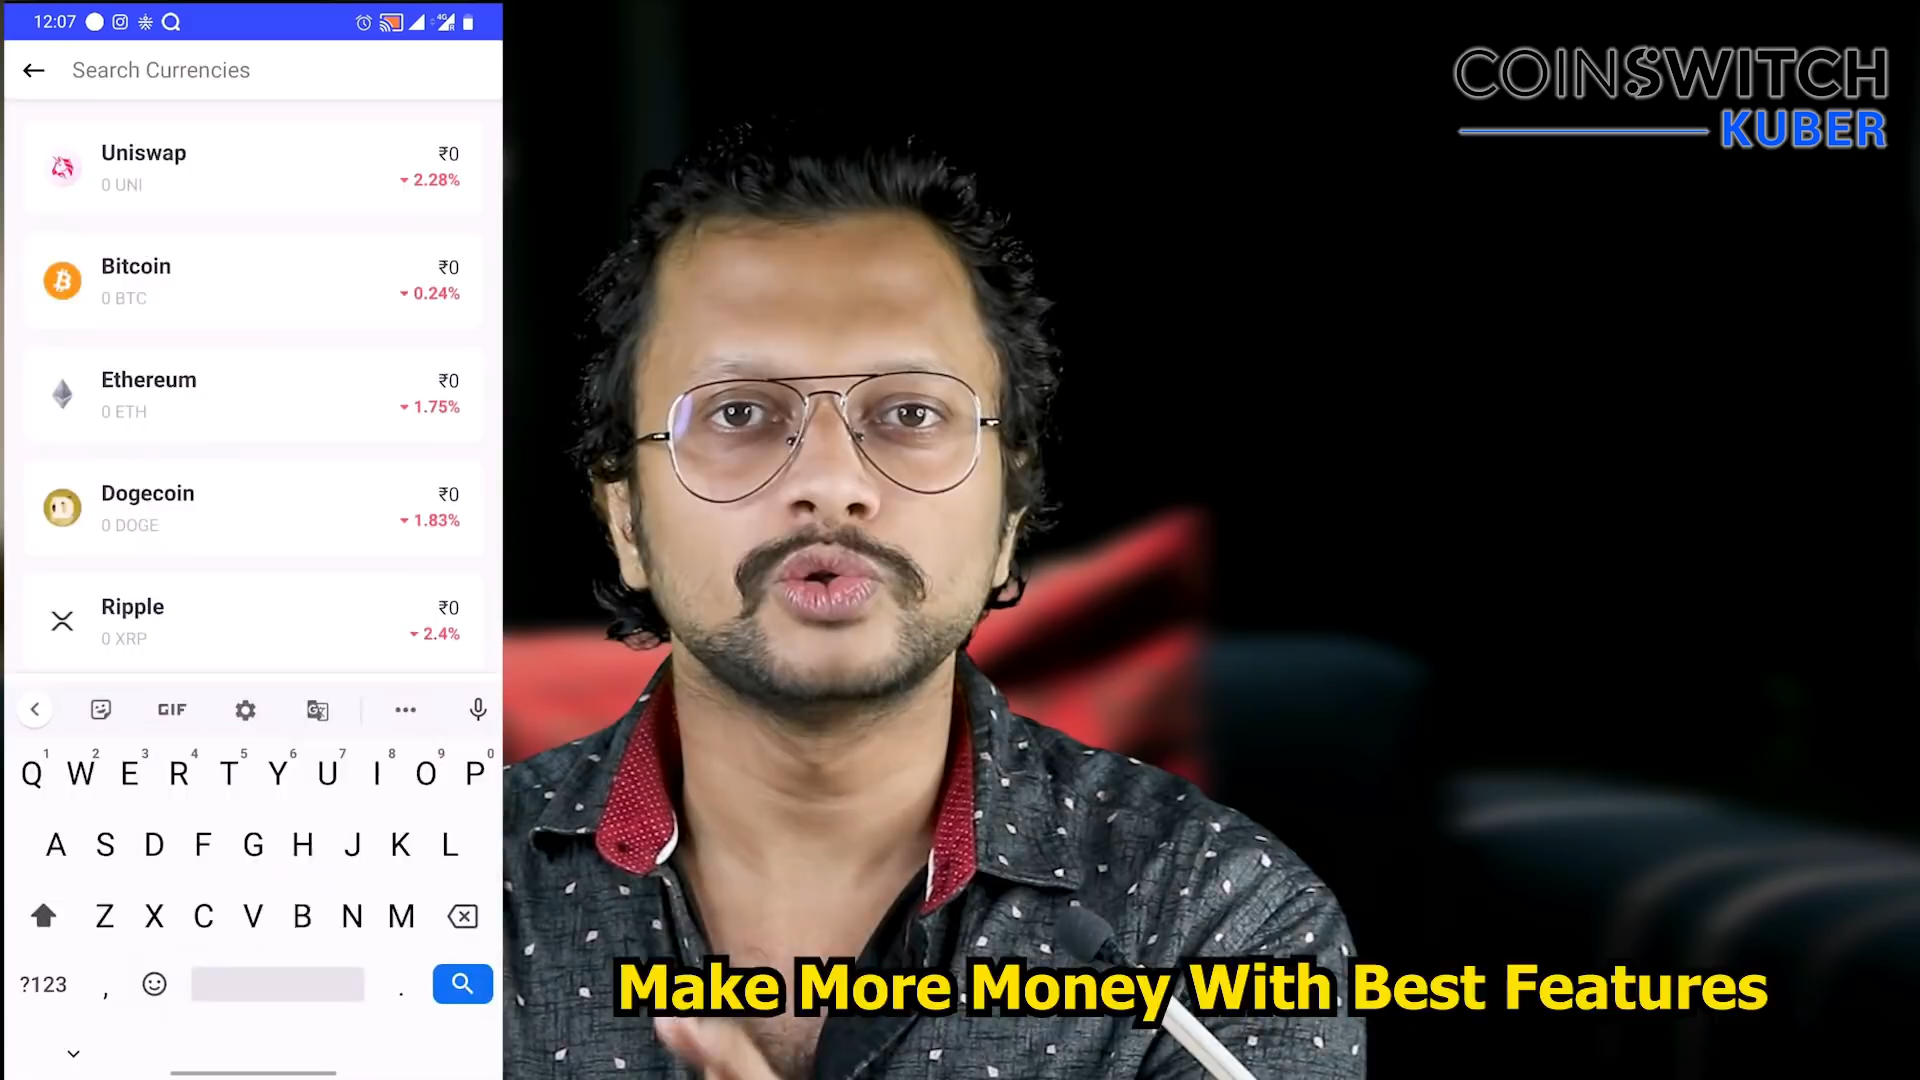 12:07
4G
R
Search Currencies
Uniswap
₹0
0 UNI
2.28%
Bitcoin
₹0
0 BTC
0.24%
Ethereum
₹0
0 ETH
1.75%
Dogecoin
₹0
0 DOGE
1.83%
Ripple
₹0
0 XRP
2.4%
GIF
1 2 3 4 5 6 7 8 9 0
Q W E R T Y U I O P
A S D F G H J K L
Z X C V B N M
?123 , .
COINSWITCH
KUBER
Make More Money With Best Features